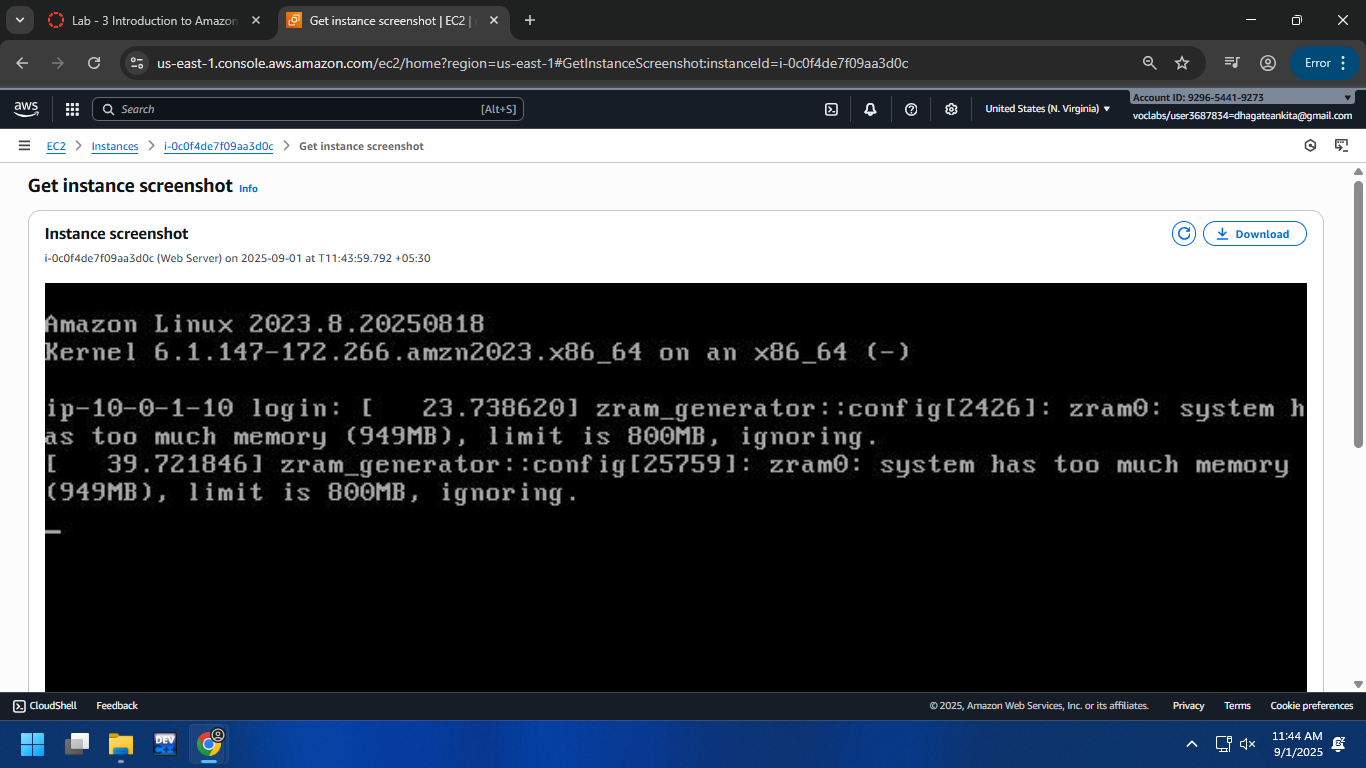 Lab - 3 Introduction to Amazon
Get instance screenshot | EC2 |
us-east-1.console.aws.amazon.com/ec2/home?region=us-east-1#GetInstanceScreenshot:instanceId=i-0c0f4de7f09aa3d0c
Error
aws
Search
[Alt+S]
United States (N. Virginia)
Account ID: 9296-5441-9273
voclabs/user3687834=dhagateankita@gmail.com
EC2 > Instances > i-0c0f4de7f09aa3d0c > Get instance screenshot
Get instance screenshot Info
Instance screenshot
Download
i-0c0f4de7f09aa3d0c (Web Server) on 2025-09-01 at T11:43:59.792 +05:30
Amazon Linux 2023.8.20250818
Kernel 6.1.147-172.266.amzn2023.x86_64 on an x86_64 (-)
ip-10-0-1-10 login: [   23.738620] zram_generator::config[2426]: zram0: system h
as too much memory (949MB), limit is 800MB, ignoring.
[   39.721846] zram_generator::config[25759]: zram0: system has too much memory
(949MB), limit is 800MB, ignoring.
CloudShell
Feedback
© 2025, Amazon Web Services, Inc. or its affiliates.
Privacy
Terms
Cookie preferences
DEV
11:44 AM
9/1/2025